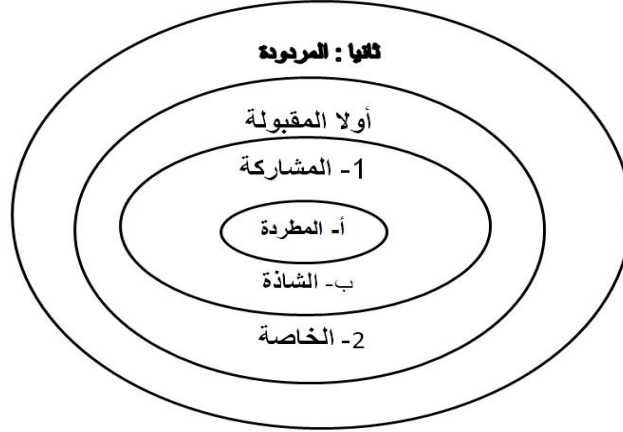 ثانيا : المردودة
أولا المقبولة
1- المشاركة
أ- المطردة
ب- الشاذة
2- الخاصة